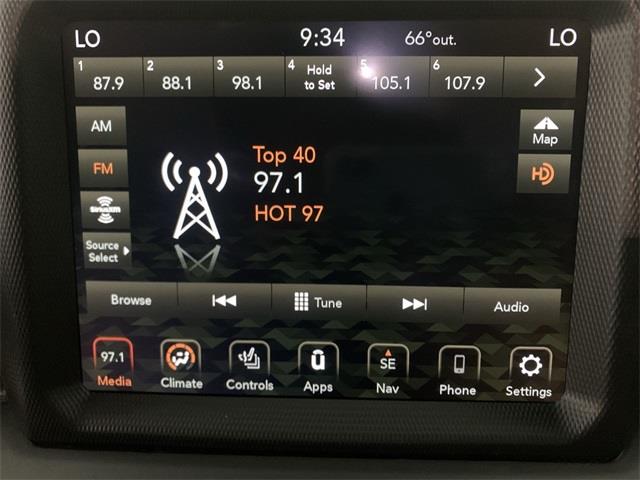 LO 9:34 66°out. LO
1 2 3 4 Hold 5 6
87.9 88.1 98.1 to Set 105.1 107.9
AM
Map
FM
HD
SiriusXM
Source
Select
Top 40
97.1
HOT 97
Browse Tune Audio
97.1 SE
Media Climate Controls Apps Nav Phone Settings